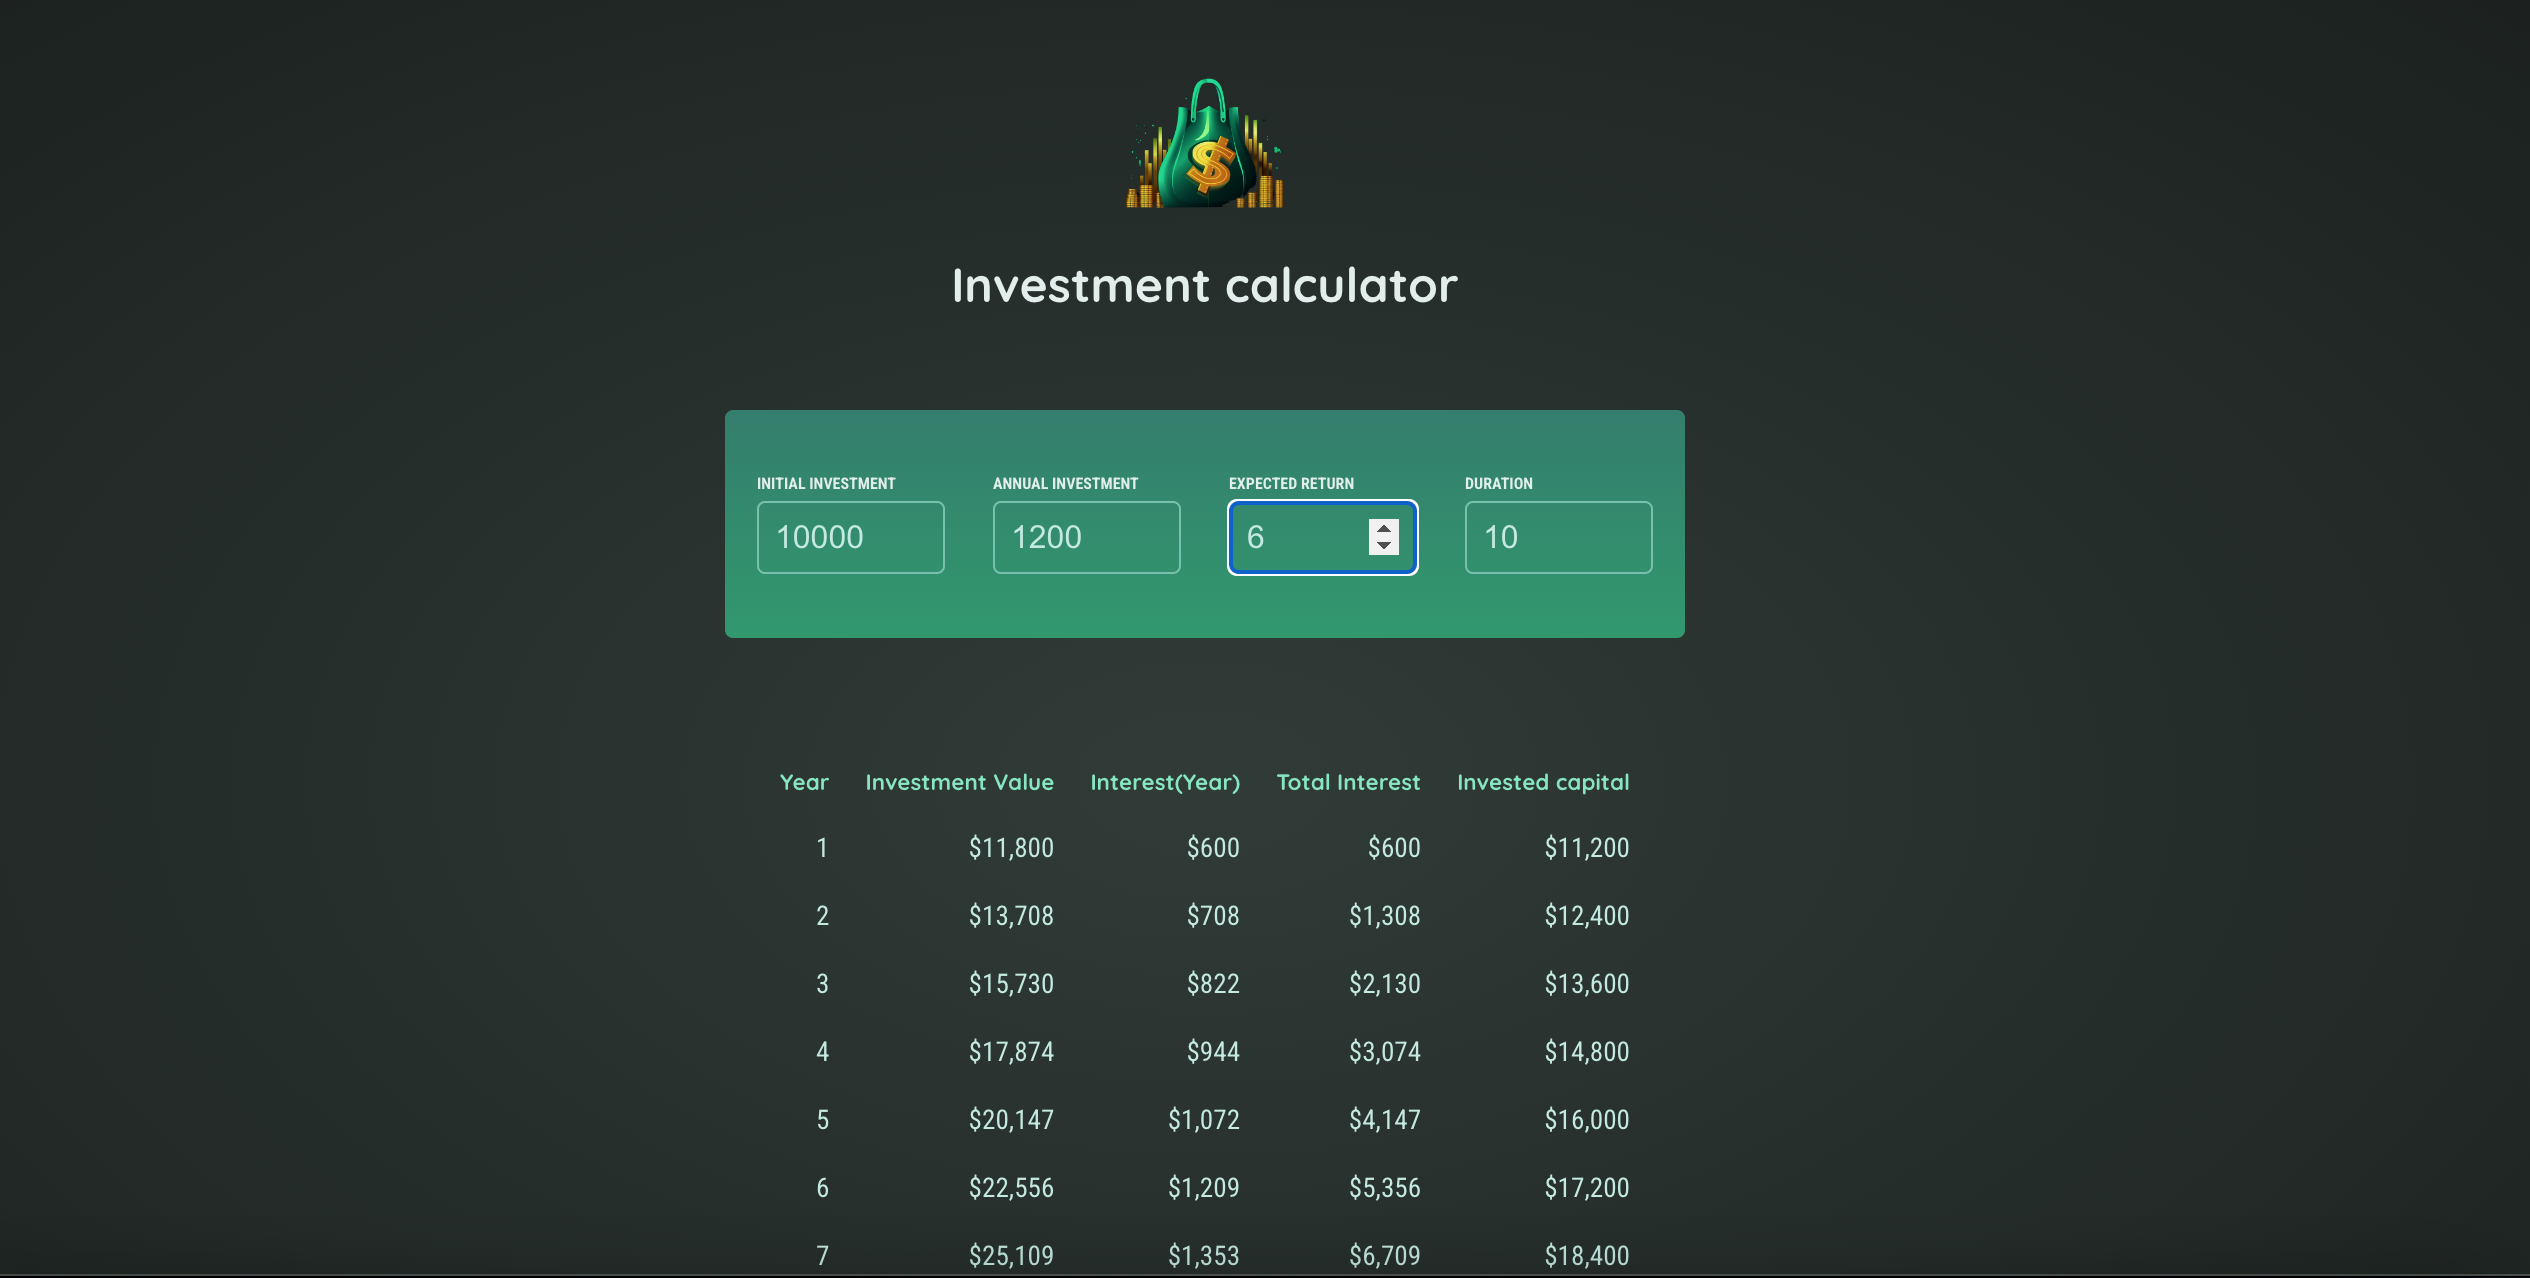 $
Investment calculator
INITIAL INVESTMENT ANNUAL INVESTMENT EXPECTED RETURN DURATION
10000 1200 6 10
Year Investment Value Interest(Year) Total Interest Invested capital
1 $11,800 $600 $600 $11,200
2 $13,708 $708 $1,308 $12,400
3 $15,730 $822 $2,130 $13,600
4 $17,874 $944 $3,074 $14,800
5 $20,147 $1,072 $4,147 $16,000
6 $22,556 $1,209 $5,356 $17,200
7 $25,109 $1,353 $6,709 $18,400